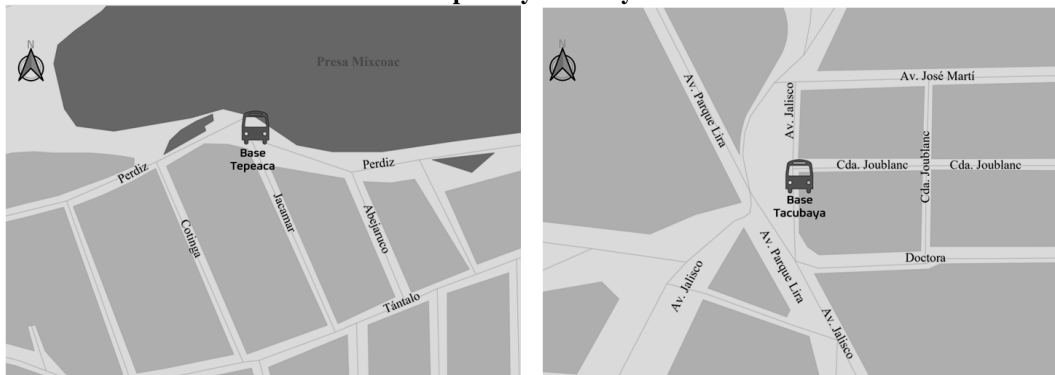 N
Presa Mixcoac
Base
Tepeaca
Perdiz
Perdiz
Cotinga
Jacamar
Abejaruco
Tántalo
N
Av. Parque Lira
Av. José Martí
Av. Jalisco
Cda. Joublanc
Cda. Joublanc
Cda. Joublanc
Base
Tacubaya
Av. Parque Lira
Doctora
Av. Jalisco
Av. Jalisco